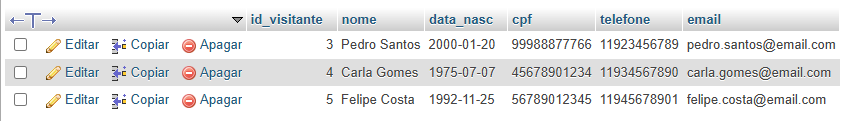 id_visitante nome data_nasc cpf telefone email
Editar Copiar Apagar 3 Pedro Santos 2000-01-20 99988877766 11923456789 pedro.santos@email.com
Editar Copiar Apagar 4 Carla Gomes 1975-07-07 45678901234 11934567890 carla.gomes@email.com
Editar Copiar Apagar 5 Felipe Costa 1992-11-25 56789012345 11945678901 felipe.costa@email.com